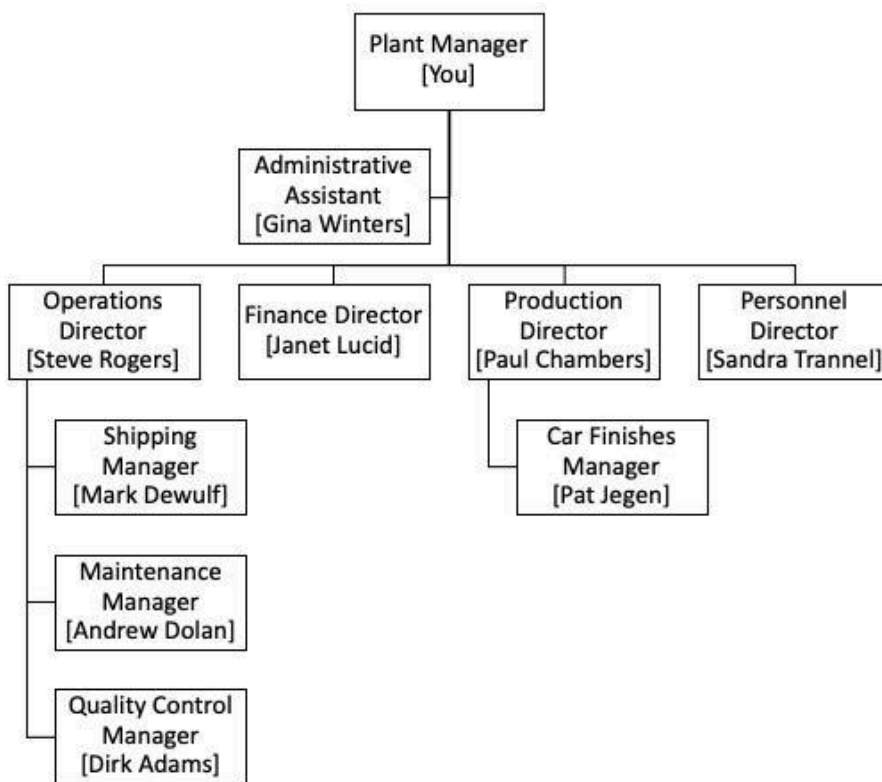 Plant Manager
[You]
Administrative
Assistant
[Gina Winters]
Operations
Director
[Steve Rogers]
Finance Director
[Janet Lucid]
Production
Director
[Paul Chambers]
Personnel
Director
[Sandra Trannel]
Shipping
Manager
[Mark Dewulf]
Maintenance
Manager
[Andrew Dolan]
Quality Control
Manager
[Dirk Adams]
Car Finishes
Manager
[Pat Jegen]